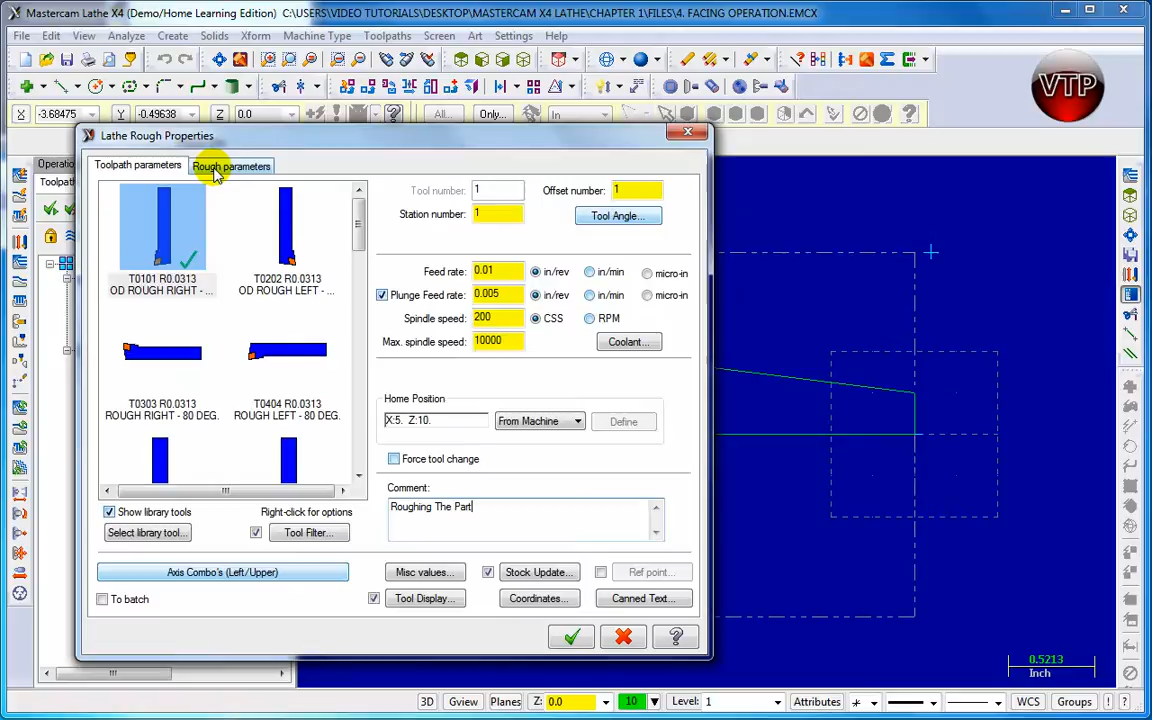 Mastercam Lathe X4 (Demo/Home Learning Edition) C:\USERS\VIDEO TUTORIALS\DESKTOP\MASTERCAM X4 LATHE\CHAPTER 1\FILES\4. FACING OPERATION.EMCX
File Edit View Analyze Create Solids Xform Machine Type Toolpaths Screen Art Settings Help
VTP
X -3.68475 Y -0.49638 Z 0.0 All... Only... In
Lathe Rough Properties
Operatio
Toolpat
Toolpath parameters Rough parameters
Tool number: 1 Offset number: 1
Station number: 1 Tool Angle...
T0101 R0.0313
OD ROUGH RIGHT - ...
T0202 R0.0313
OD ROUGH LEFT - ...
Feed rate: 0.01 in/rev in/min micro-in
Plunge Feed rate: 0.005 in/rev in/min micro-in
Spindle speed: 200 CSS RPM
Max. spindle speed: 10000 Coolant...
T0303 R0.0313
ROUGH RIGHT - 80 DEG.
T0404 R0.0313
ROUGH LEFT - 80 DEG.
Home Position
X:5. Z:10. From Machine Define
Force tool change
Comment:
Roughing The Part
Show library tools Right-click for options
Select library tool... Tool Filter...
Axis Combo's (Left/Upper) Misc values... Stock Update... Ref point...
To batch Tool Display... Coordinates... Canned Text...
0.5213
Inch
3D Gview Planes Z: 0.0 10 Level: 1 Attributes WCS Groups ! ?